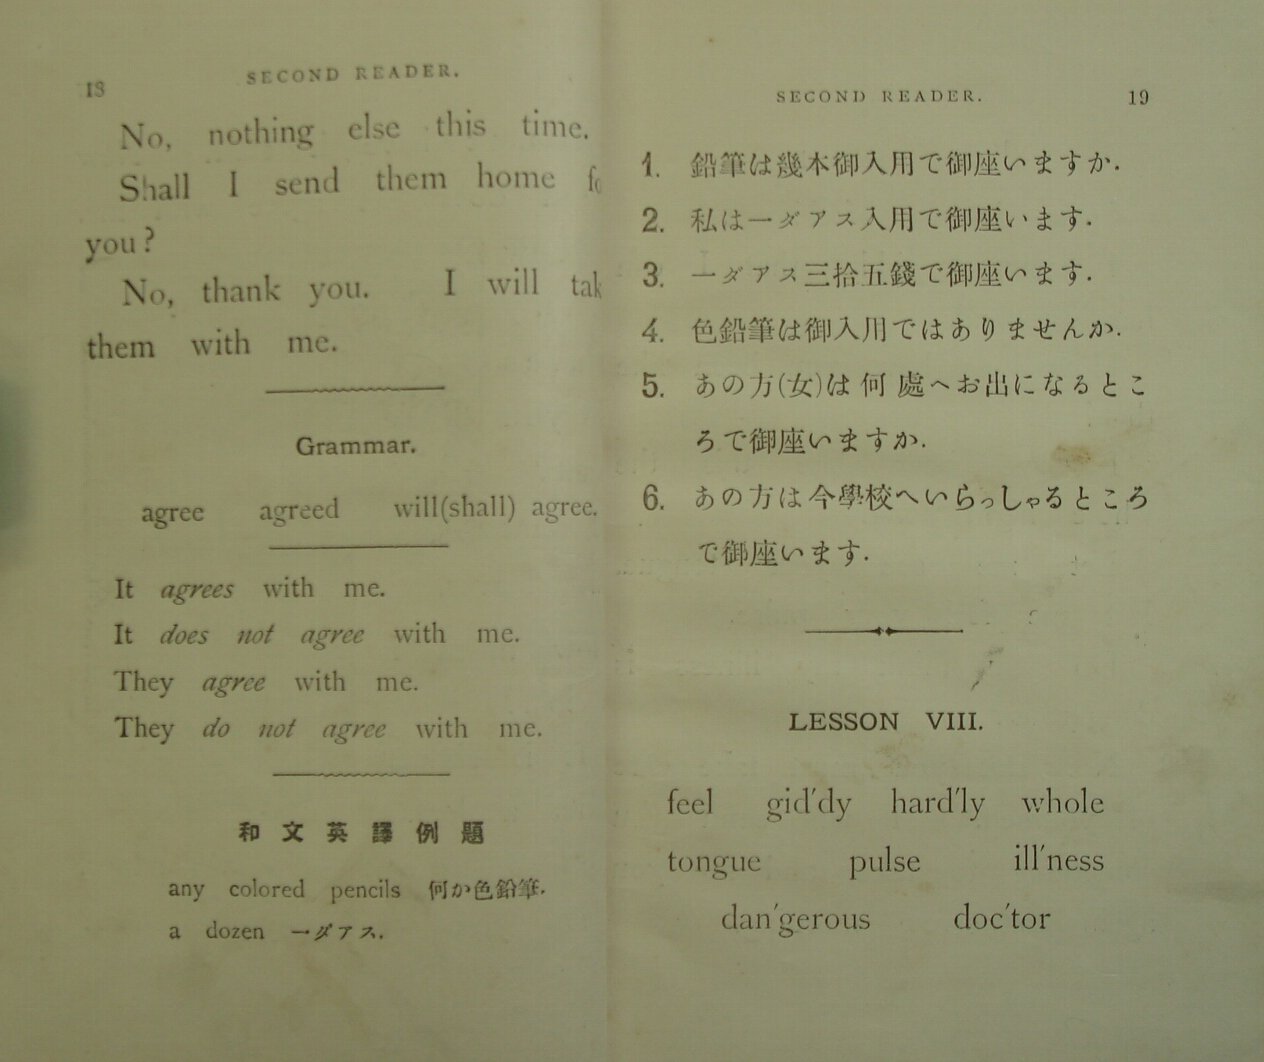 18
SECOND READER.
No, nothing else this time.
Shall I send them home fo
you?
No, thank you. I will tak
them with me.
Grammar.
agree agreed will(shall) agree.
It agrees with me.
It does not agree with me.
They agree with me.
They do not agree with me.
和文英譯例題
any colored pencils 何か色鉛筆.
a dozen 一ダアス.
SECOND READER.
19
1. 鉛筆は幾本御入用で御座いますか.
2. 私は一ダアス入用で御座います.
3. 一ダアス三拾五錢で御座います.
4. 色鉛筆は御入用ではありませんか.
5. あの方(女)は何處へお出になるとこ
ろで御座いますか.
6. あの方は今學校へいらっしゃるところ
で御座います.
LESSON VIII.
feel gid′dy hard′ly whole
tongue pulse ill′ness
dan′gerous doc′tor